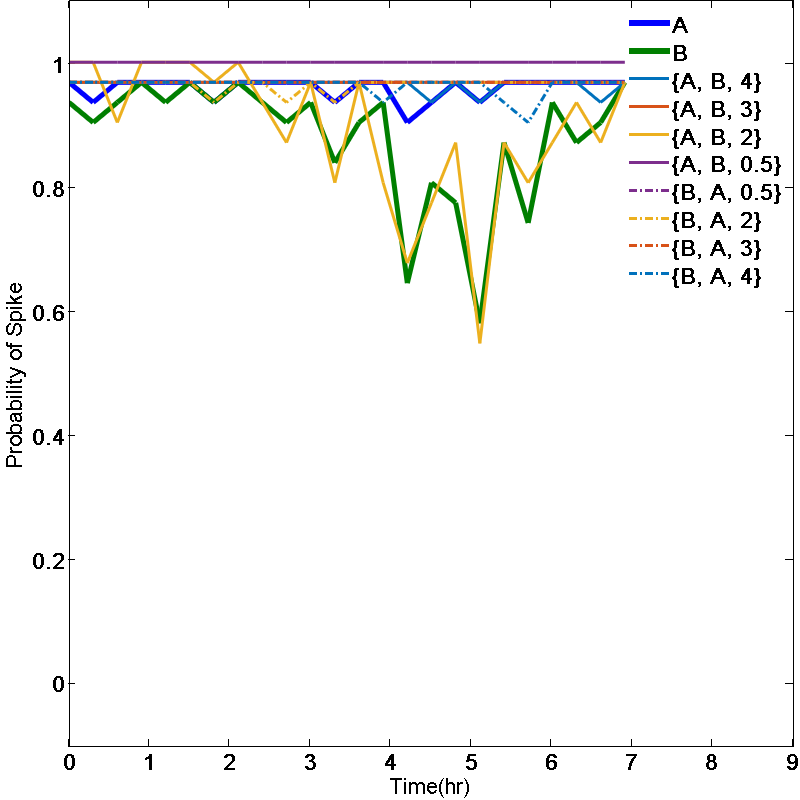 A
B
{A, B, 4}
{A, B, 3}
{A, B, 2}
{A, B, 0.5}
{B, A, 0.5}
{B, A, 2}
{B, A, 3}
{B, A, 4}
1
0.8
0.6
0.4
0.2
0
Probability of Spike
0 1 2 3 4 5 6 7 8 9
Time(hr)